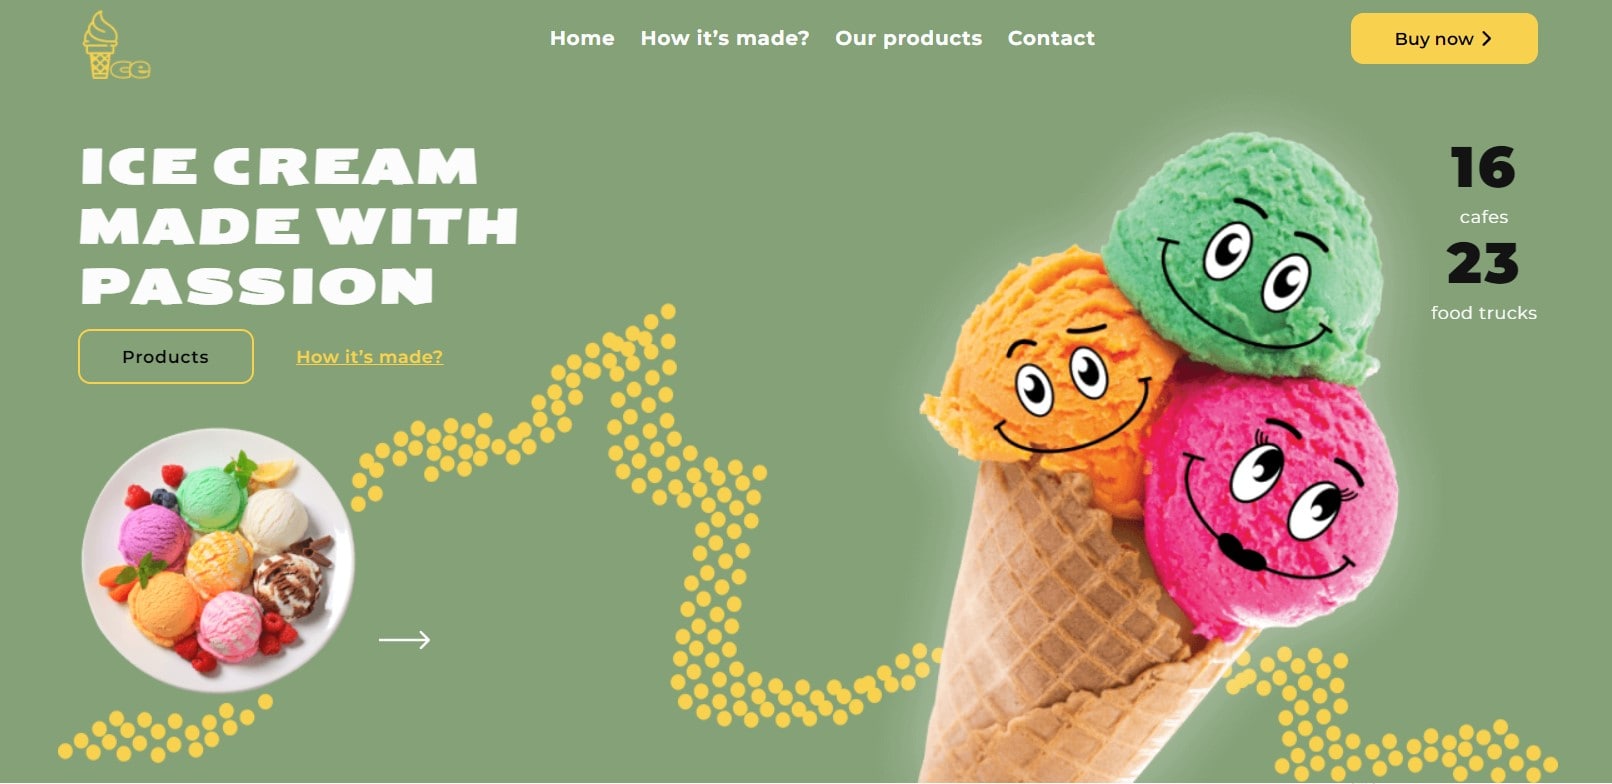 ce
Home How it’s made? Our products Contact
Buy now
ICE CREAM
MADE WITH
PASSION
Products How it’s made?
16
cafes
23
food trucks